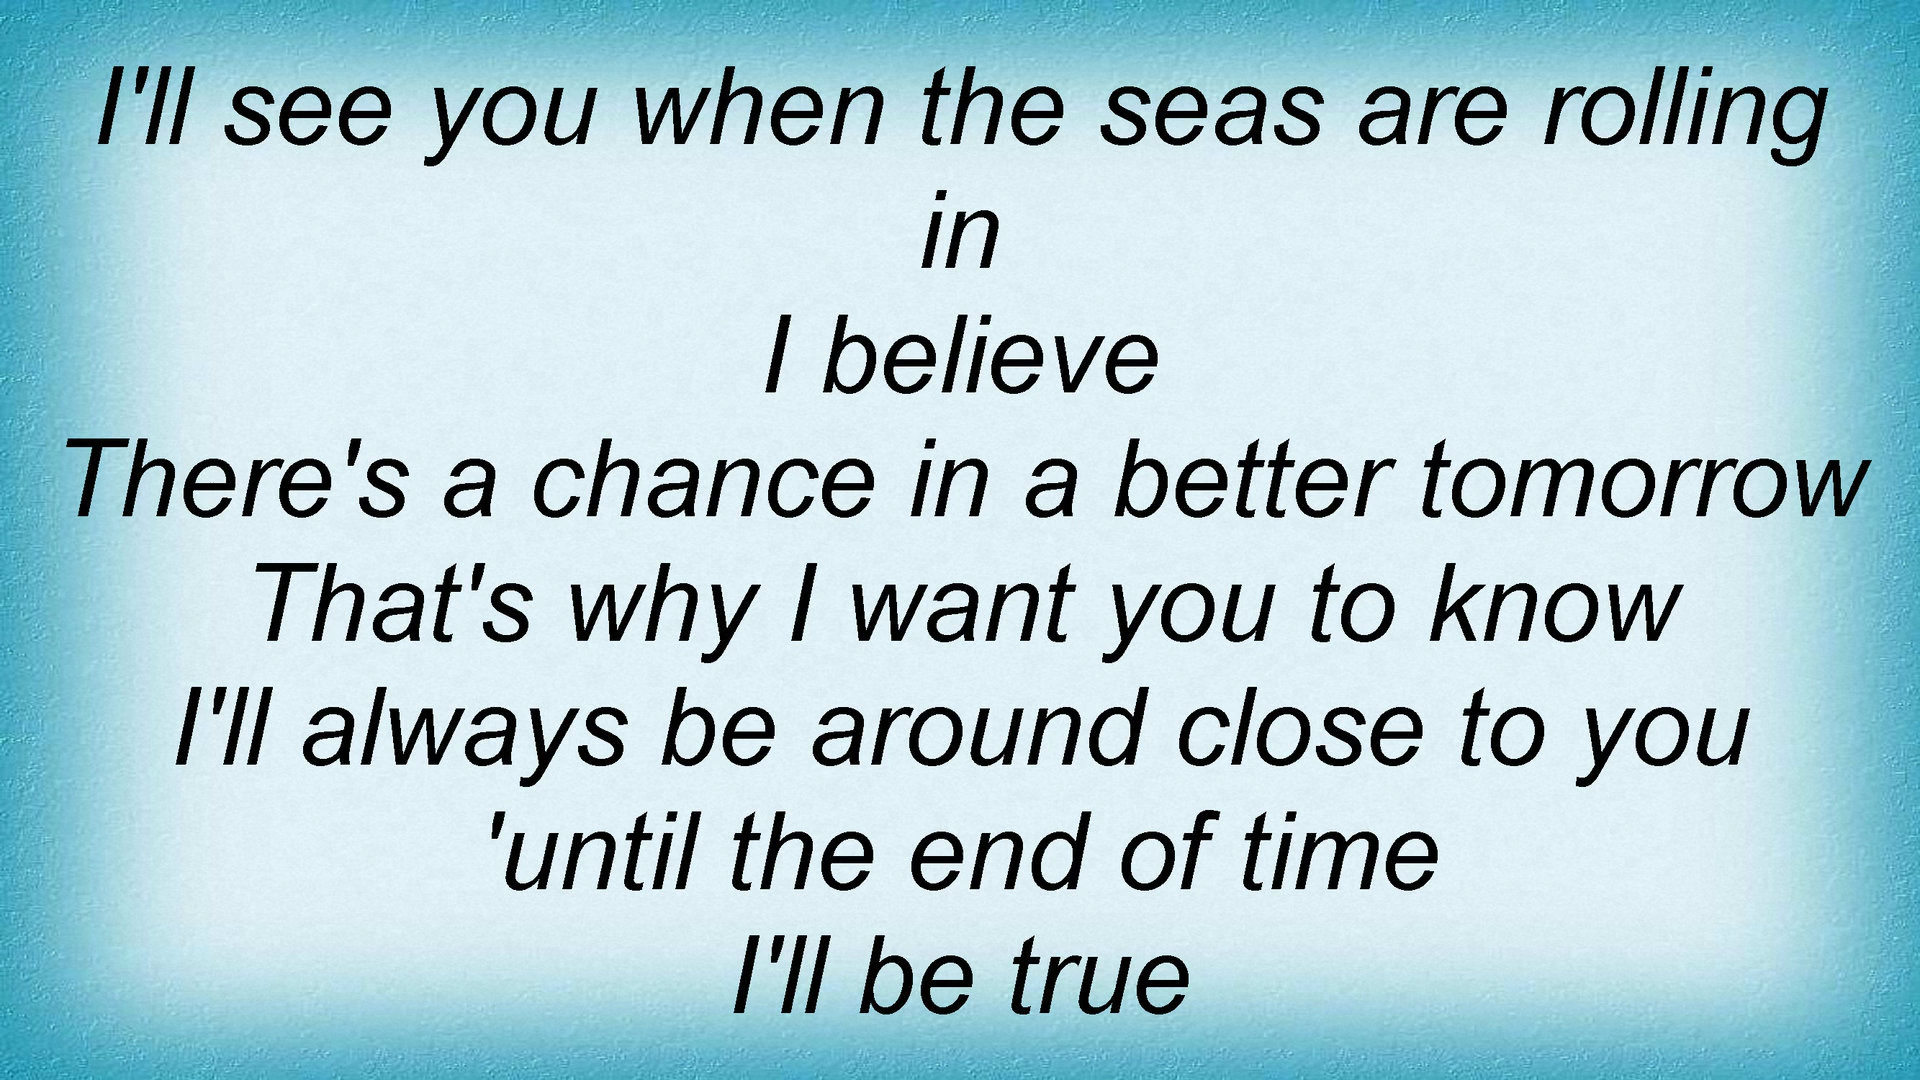 I'll see you when the seas are rolling
in
I believe
There's a chance in a better tomorrow
That's why I want you to know
I'll always be around close to you
'until the end of time
I'll be true